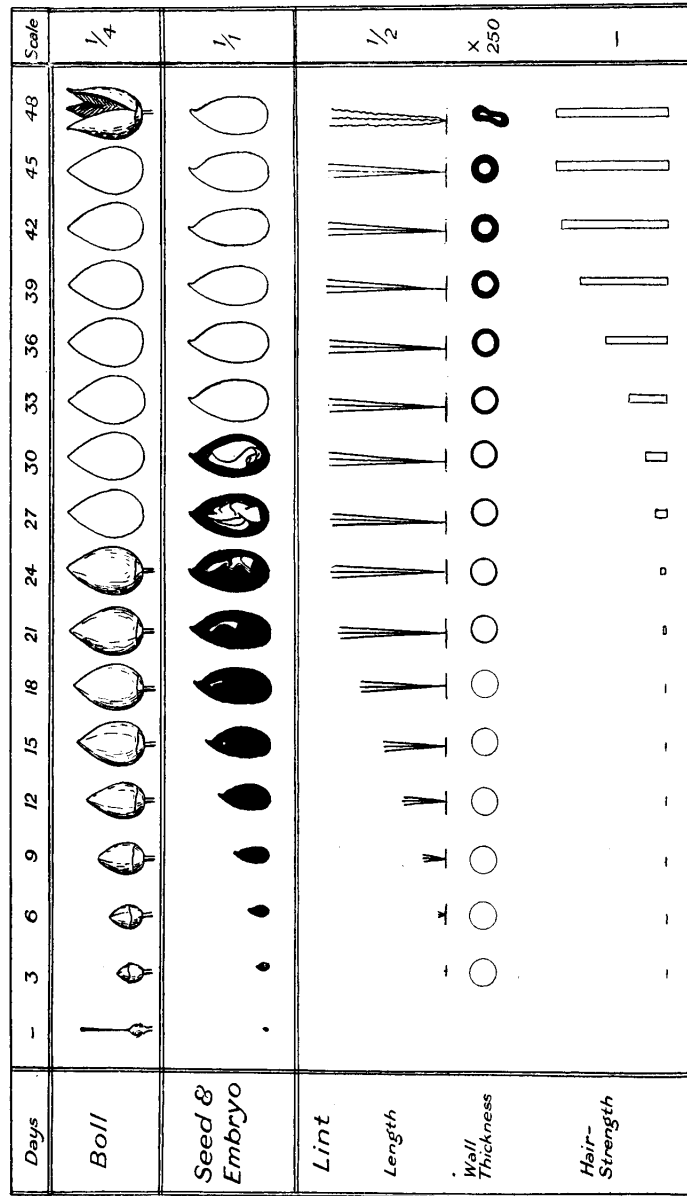 Days – 3 6 9 12 15 18 21 24 27 30 33 36 39 42 45 48 Scale
Boll 1/4
Seed &
Embryo 1/1
Lint
Length 1/2
Wall
Thickness × 250
Hair-
Strength –